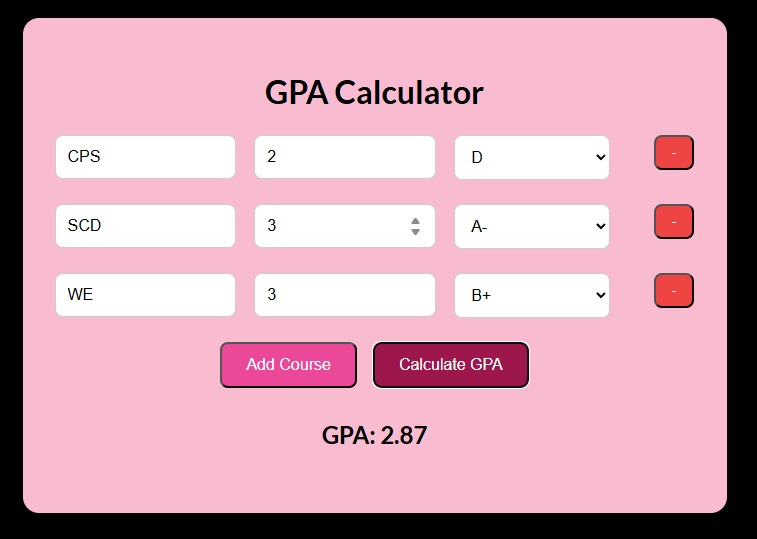 GPA Calculator
CPS 2 D -
SCD 3 A- -
WE 3 B+ -
Add Course Calculate GPA
GPA: 2.87